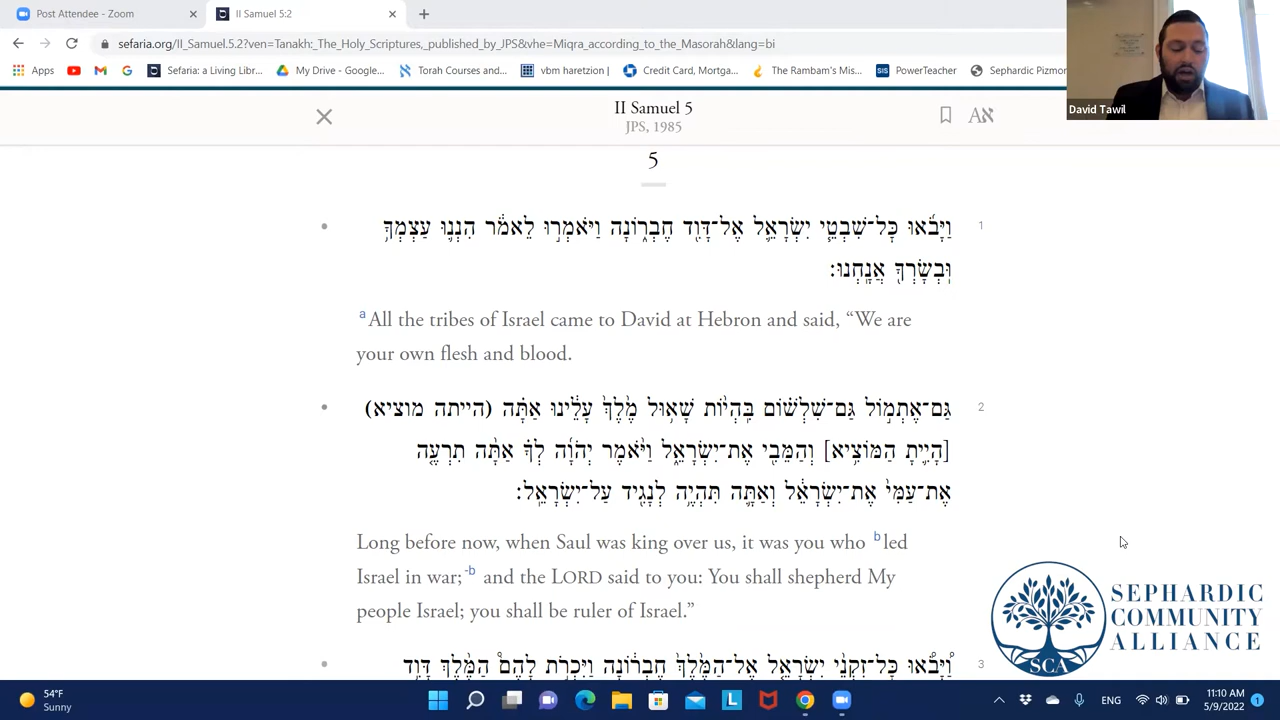 Post Attendee - Zoom
II Samuel 5:2
sefaria.org/II_Samuel.5.2?ven=Tanakh:_The_Holy_Scriptures,_published_by_JPS&vhe=Miqra_according_to_the_Masorah&lang=bi
Apps
Sefaria: a Living Libr...
My Drive - Google...
Torah Courses and...
vbm haretzion
Credit Card, Mortga...
The Rambam's Mis...
SIS
PowerTeacher
Sephardic Pizmon
David Tawil
II Samuel 5
JPS, 1985
Aא
5
1
וַיָּבֹ֜אוּ כׇּל־שִׁבְטֵ֧י יִשְׂרָאֵ֛ל אֶל־דָּוִ֖ד חֶבְר֑וֹנָה וַיֹּאמְר֣וּ לֵאמֹ֔ר הִנְנ֛וּ עַצְמְךָ֥
וּֽבְשָׂרְךָ֖ אֲנָֽחְנוּ׃
a All the tribes of Israel came to David at Hebron and said, “We are
your own flesh and blood.
2
גַּם־אֶתְמ֣וֹל גַּם־שִׁלְשׁ֗וֹם בִּהְי֨וֹת שָׁא֥וּל מֶ֙לֶךְ֙ עָלֵ֔ינוּ אַתָּ֗ה (הייתה מוציא)
[הָיִ֛יתָ הַמּוֹצִ֥יא] וְהַמֵּבִ֖י אֶת־יִשְׂרָאֵ֑ל וַיֹּ֨אמֶר יְהֹוָ֜ה לְךָ֗ אַתָּ֨ה תִרְעֶ֤ה
אֶת־עַמִּי֙ אֶת־יִשְׂרָאֵ֔ל וְאַתָּ֛ה תִּהְיֶ֥ה לְנָגִ֖יד עַל־יִשְׂרָאֵֽל׃
Long before now, when Saul was king over us, it was you who b led
Israel in war; -b and the LORD said to you: You shall shepherd My
people Israel; you shall be ruler of Israel.”
3
וַ֠יָּבֹ֠אוּ כׇּל־זִקְנֵ֨י יִשְׂרָאֵ֤ל אֶל־הַמֶּ֙לֶךְ֙ חֶבְר֔וֹנָה וַיִּכְרֹ֣ת לָהֶם֩ הַמֶּ֨לֶךְ דָּוִ֥ד
SEPHARDIC
COMMUNITY
ALLIANCE
SCA
54°F
Sunny
L
ENG
11:10 AM
5/9/2022
1